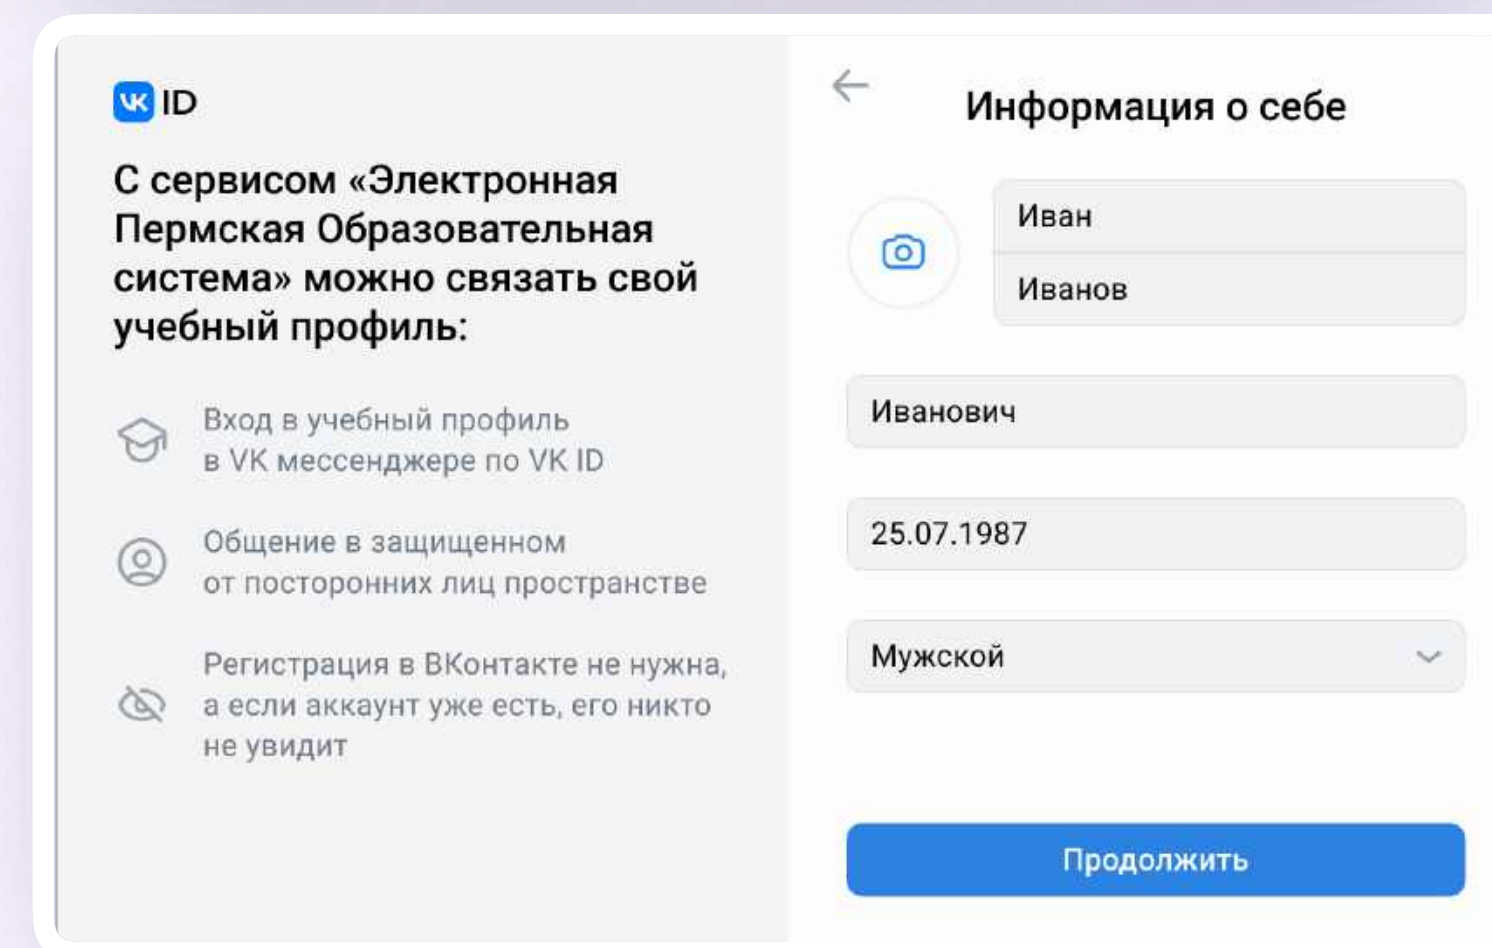 VK ID
С сервисом «Электронная
Пермская Образовательная
система» можно связать свой
учебный профиль:
Вход в учебный профиль
в VK мессенджере по VK ID
Общение в защищенном
от посторонних лиц пространстве
Регистрация в ВКонтакте не нужна,
а если аккаунт уже есть, его никто
не увидит
Информация о себе
Иван
Иванов
Иванович
25.07.1987
Мужской
Продолжить